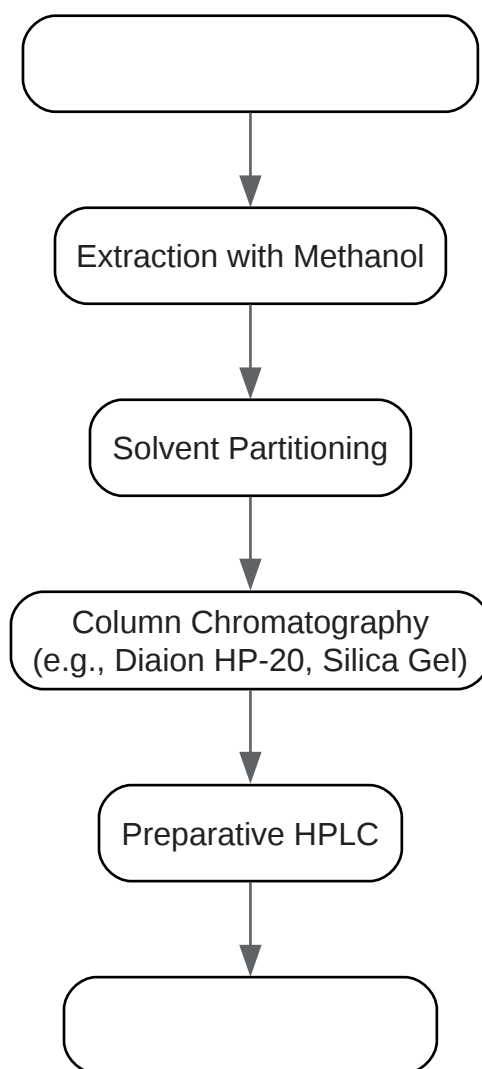 Extraction with Methanol
Solvent Partitioning
Column Chromatography
(e.g., Diaion HP-20, Silica Gel)
Preparative HPLC